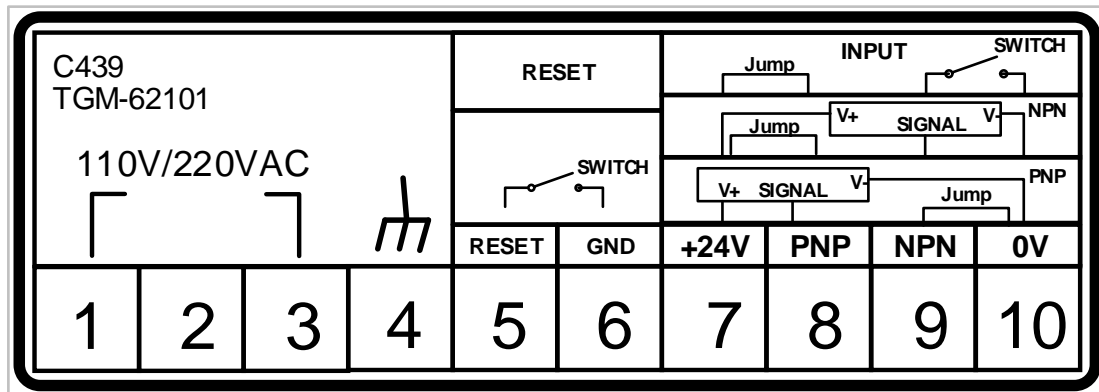 C439
TGM-62101
110V/220VAC
RESET
SWITCH
INPUT
SWITCH
Jump
NPN
V+ SIGNAL V-
Jump
PNP
V+ SIGNAL V-
Jump
RESET GND +24V PNP NPN 0V
1 2 3 4 5 6 7 8 9 10